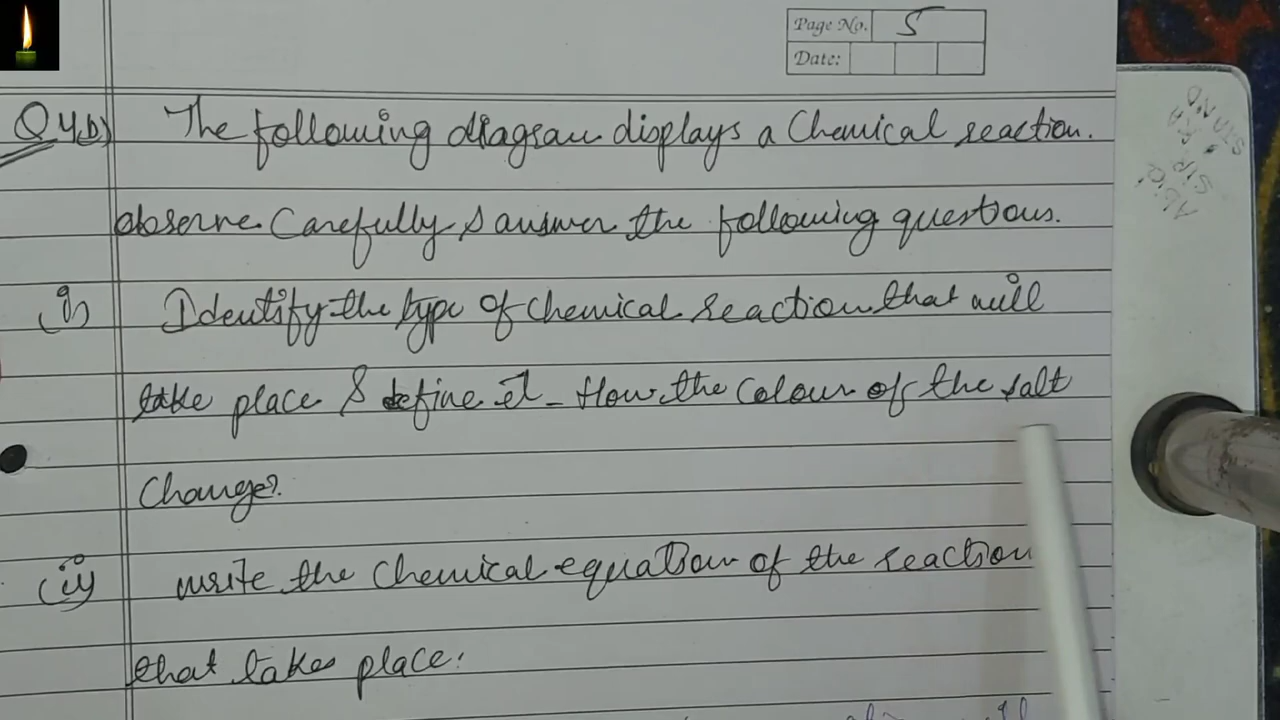 Page No. 5
Date:
Q4b) The following diagram displays a Chemical reaction.
observe Carefully & answer the following questions.
(i) Identify the type of chemical reaction that will
take place & define it. How the Colour of the salt
Change?
(ii) write the Chemical equation of the reaction
that takes place.